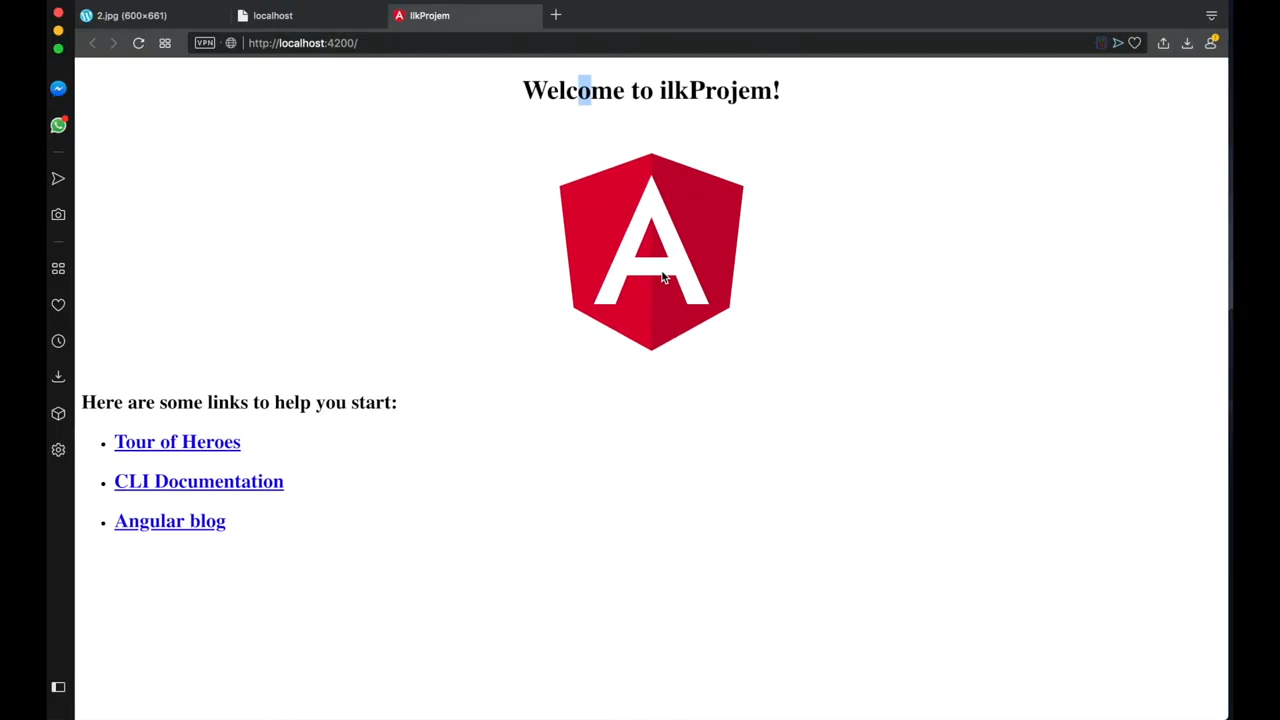 2.jpg (600×661)
localhost
IlkProjem
VPN
http://localhost:4200/
Welcome to ilkProjem!
A
Here are some links to help you start:
Tour of Heroes
CLI Documentation
Angular blog